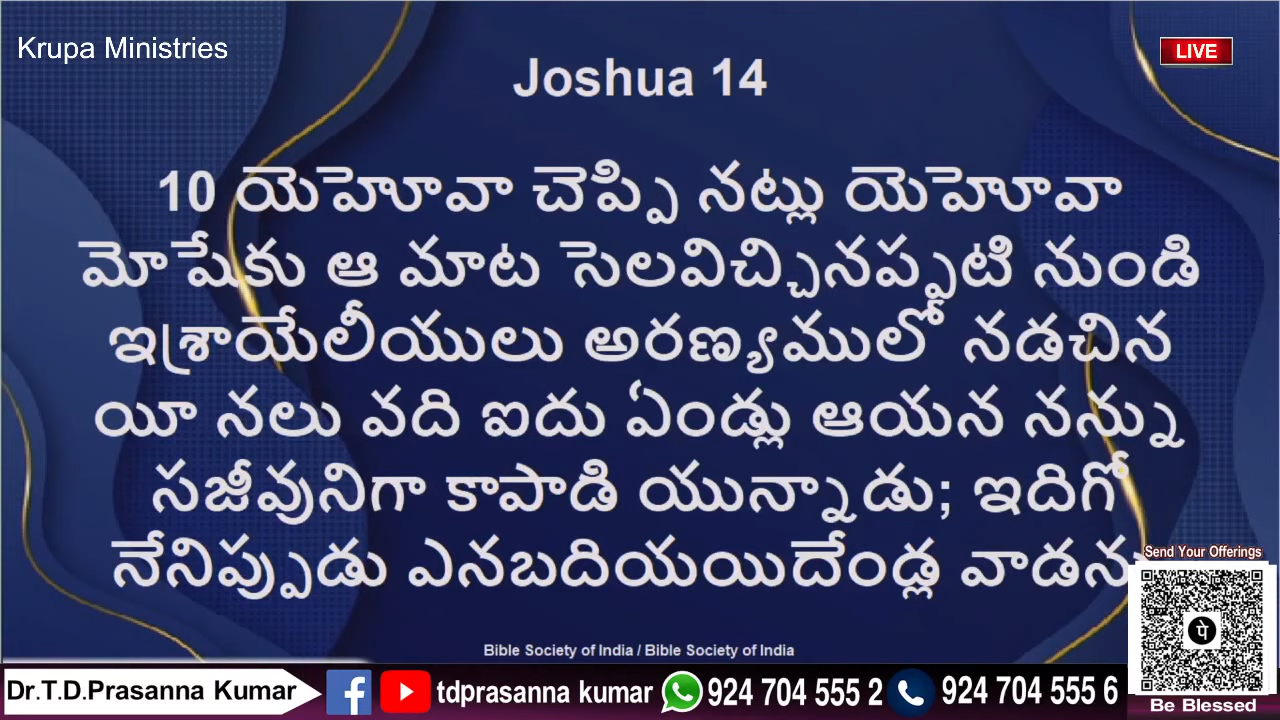 Krupa Ministries
LIVE
Joshua 14
10 యెహెూవా చెప్పి నట్లు యెహెూవా
మోషేకు ఆ మాట సెలవిచ్చినప్పటి నుండి
ఇశ్రాయేలీయులు అరణ్యములో నడచిన
యీ నలు వది ఐదు ఏండ్లు ఆయన నన్ను
సజీవునిగా కాపాడి యున్నాడు; ఇదిగో
నేనిప్పుడు ఎనబదియయిదేండ్ల వాడను
Send Your Offerings
पे
Bible Society of India / Bible Society of India
Dr.T.D.Prasanna Kumar
tdprasanna kumar
924 704 555 2
924 704 555 6
Be Blessed